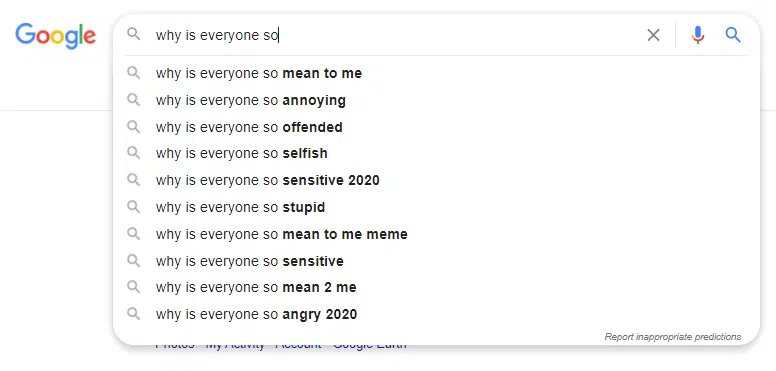 Google
why is everyone so
why is everyone so mean to me
why is everyone so annoying
why is everyone so offended
why is everyone so selfish
why is everyone so sensitive 2020
why is everyone so stupid
why is everyone so mean to me meme
why is everyone so sensitive
why is everyone so mean 2 me
why is everyone so angry 2020
Report inappropriate predictions
Photos My Activity Account Google Earth